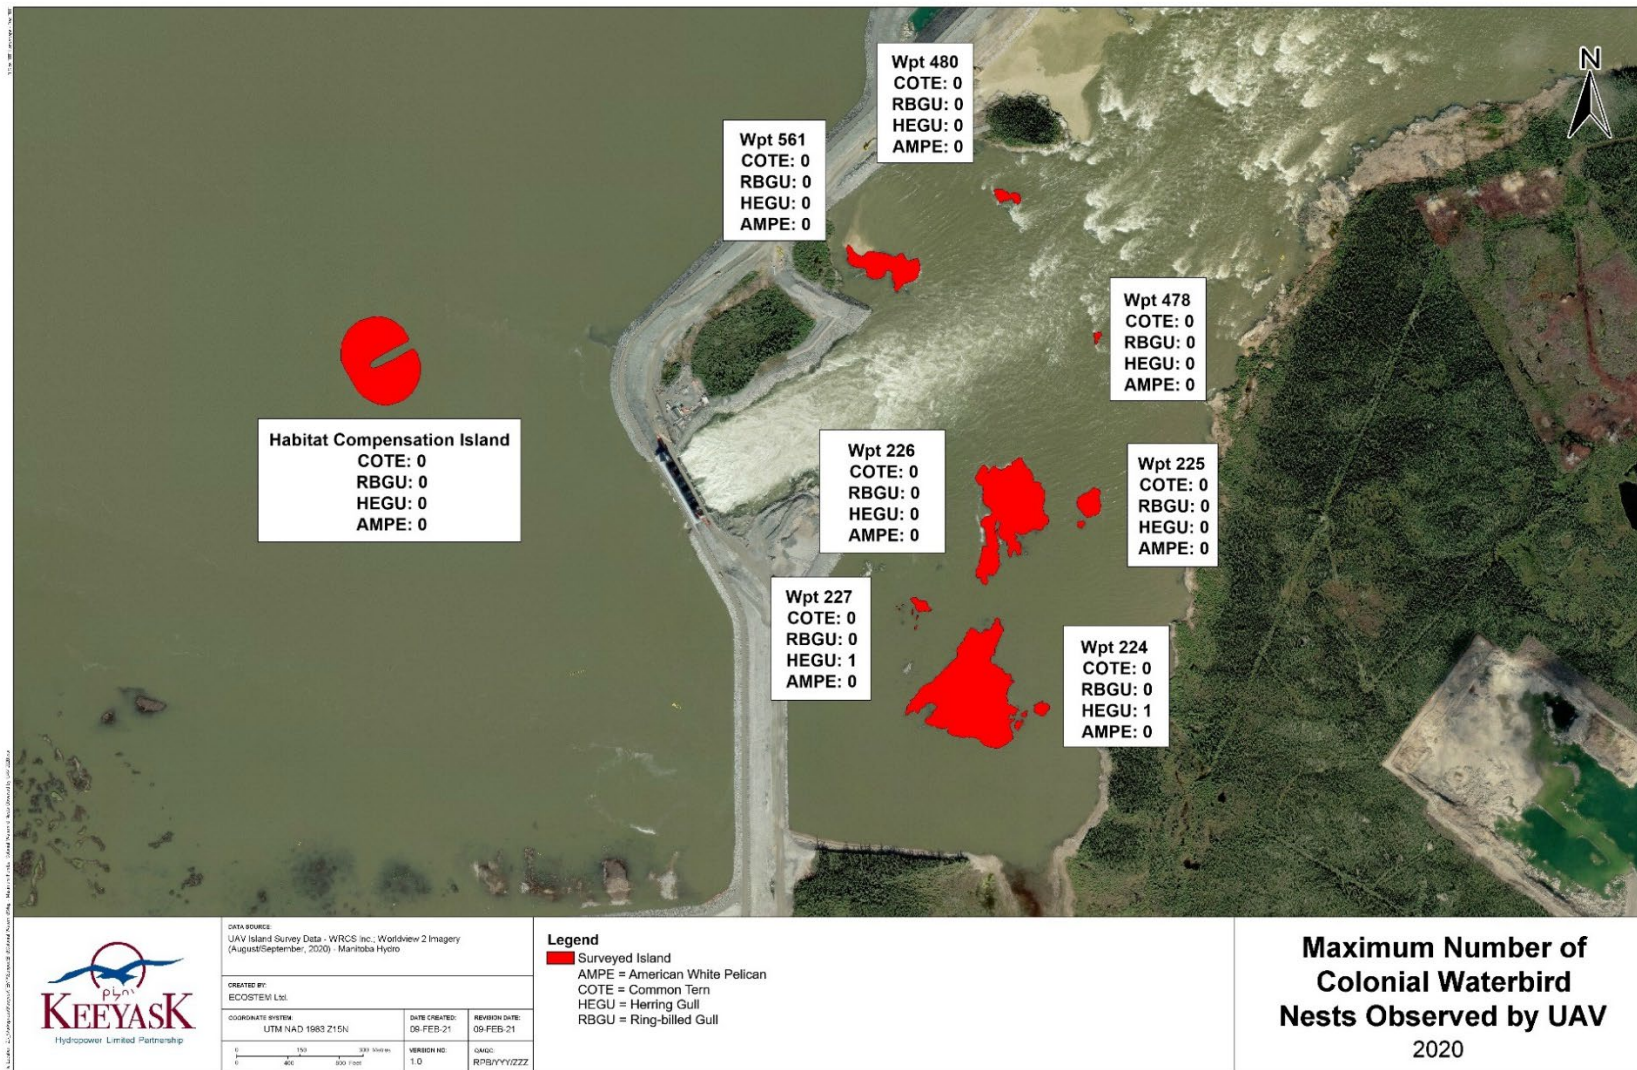 N
Wpt 480
COTE: 0
RBGU: 0
HEGU: 0
AMPE: 0
Wpt 561
COTE: 0
RBGU: 0
HEGU: 0
AMPE: 0
Wpt 478
COTE: 0
RBGU: 0
HEGU: 0
AMPE: 0
Habitat Compensation Island
COTE: 0
RBGU: 0
HEGU: 0
AMPE: 0
Wpt 226
COTE: 0
RBGU: 0
HEGU: 0
AMPE: 0
Wpt 225
COTE: 0
RBGU: 0
HEGU: 0
AMPE: 0
Wpt 227
COTE: 0
RBGU: 0
HEGU: 1
AMPE: 0
Wpt 224
COTE: 0
RBGU: 0
HEGU: 1
AMPE: 0
KEEYASK
Hydropower Limited Partnership
DATA SOURCE:
UAV Island Survey Data - WRCS Inc.; Worldview 2 Imagery
(August/September, 2020) - Manitoba Hydro
CREATED BY:
ECOSTEM Ltd.
COORDINATE SYSTEM:
UTM NAD 1983 Z15N
DATE CREATED:
09-FEB-21
REVISION DATE:
09-FEB-21
VERSION NO:
1.0
QA/QC:
RPB/YYY/ZZZ
Legend
Surveyed Island
AMPE = American White Pelican
COTE = Common Tern
HEGU = Herring Gull
RBGU = Ring-billed Gull
Maximum Number of
Colonial Waterbird
Nests Observed by UAV
2020